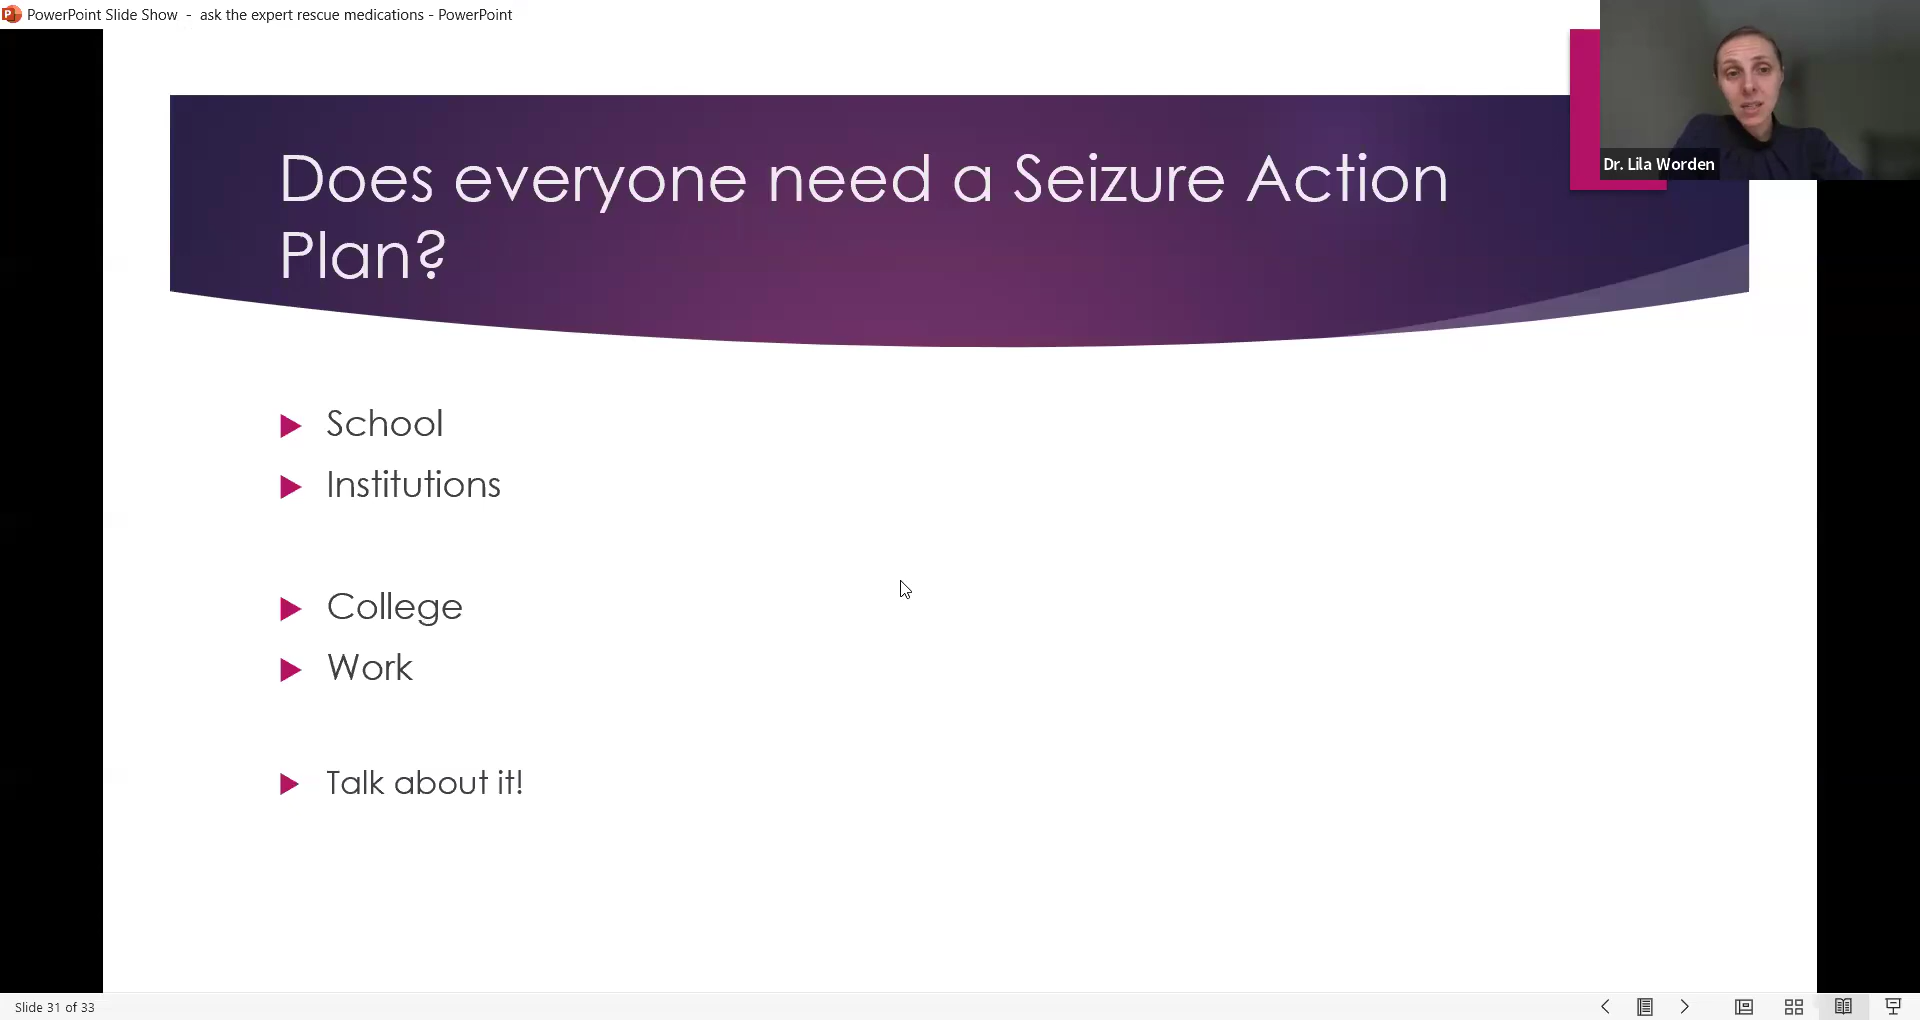 PowerPoint Slide Show - ask the expert rescue medications - PowerPoint
Dr. Lila Worden
Does everyone need a Seizure Action
Plan?
School
Institutions
College
Work
Talk about it!
Slide 31 of 33